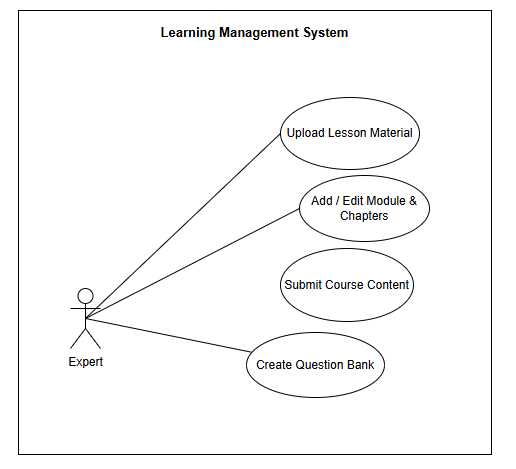 Learning Management System
Upload Lesson Material
Add / Edit Module &
Chapters
Submit Course Content
Create Question Bank
Expert